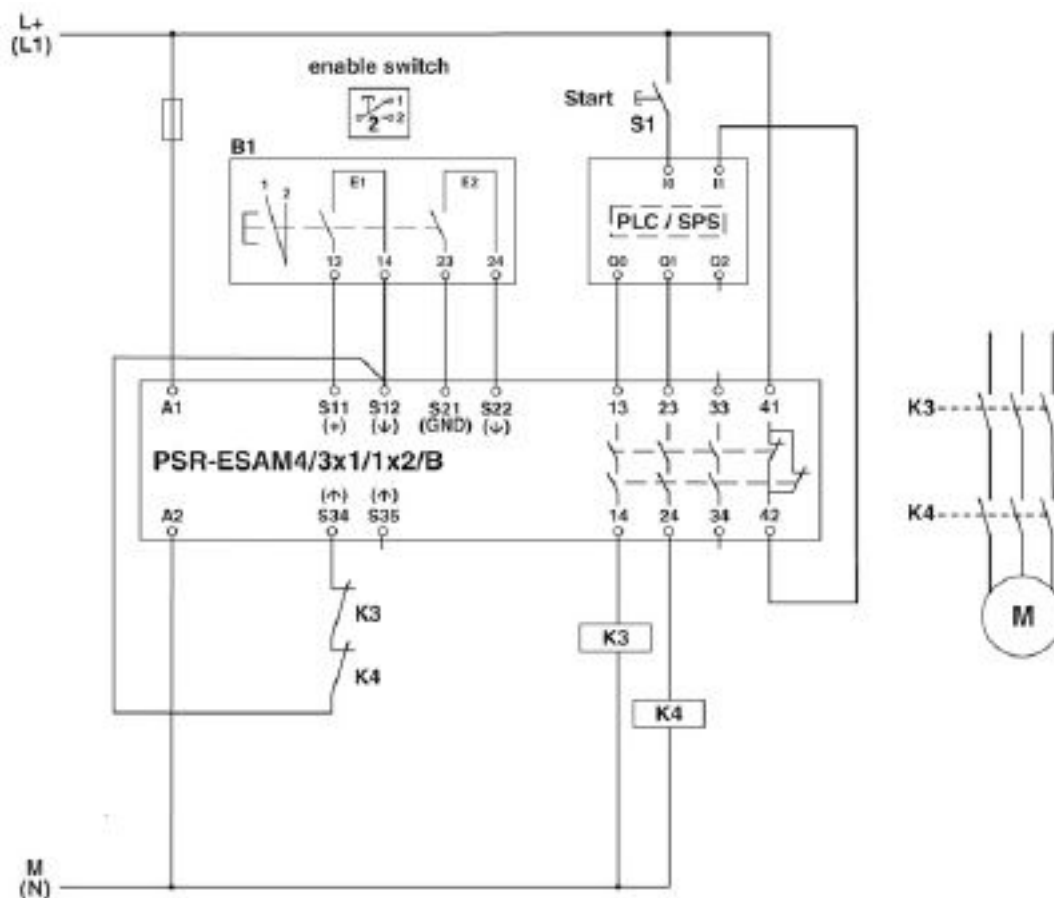 L+
(L1)
enable switch
1
2
2
Start
S1
B1
1
2
E1
E2
13
14
23
24
I0
I1
PLC / SPS
Q0
Q1
Q2
A1
S11
S12
S21
S22
(+)
(↓)
(GND)
(↓)
13
23
33
41
PSR-ESAM4/3x1/1x2/B
(↑)
(↑)
A2
S34
S35
14
24
34
42
K3
K4
M
K3
K4
K3
K4
M
(N)